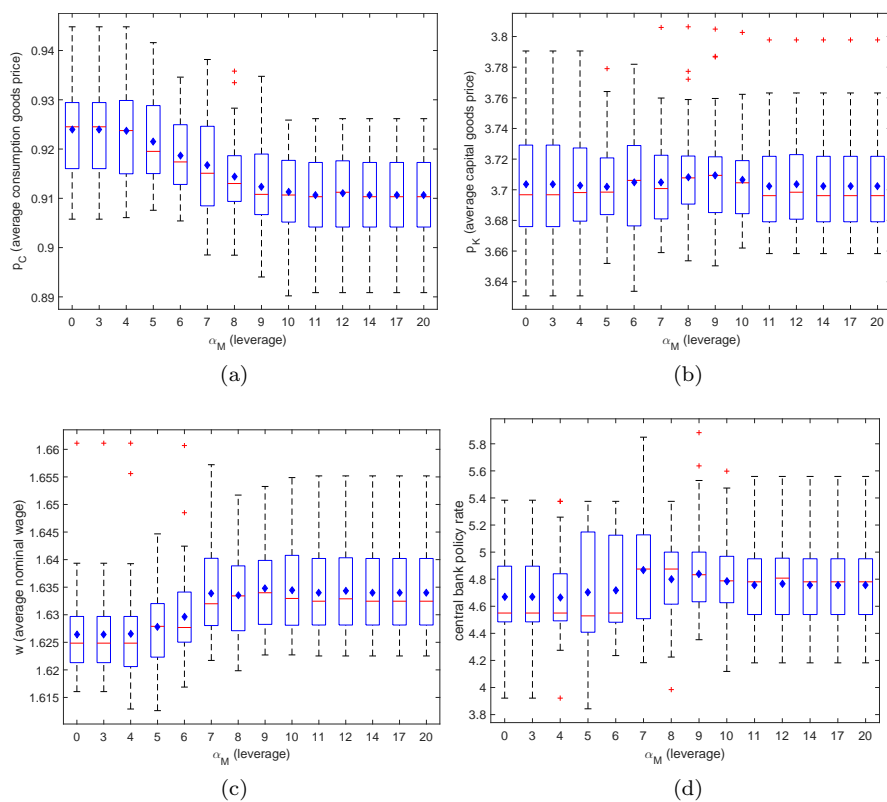 0.94
0.93
0.92
0.91
0.9
0.89
p_C (average consumption goods price)
0 3 4 5 6 7 8 9 10 11 12 14 17 20
α_M (leverage)
(a)
3.8
3.78
3.76
3.74
3.72
3.7
3.68
3.66
3.64
p_K (average capital goods price)
0 3 4 5 6 7 8 9 10 11 12 14 17 20
α_M (leverage)
(b)
1.66
1.655
1.65
1.645
1.64
1.635
1.63
1.625
1.62
1.615
w (average nominal wage)
0 3 4 5 6 7 8 9 10 11 12 14 17 20
α_M (leverage)
(c)
5.8
5.6
5.4
5.2
5
4.8
4.6
4.4
4.2
4
3.8
central bank policy rate
0 3 4 5 6 7 8 9 10 11 12 14 17 20
α_M (leverage)
(d)